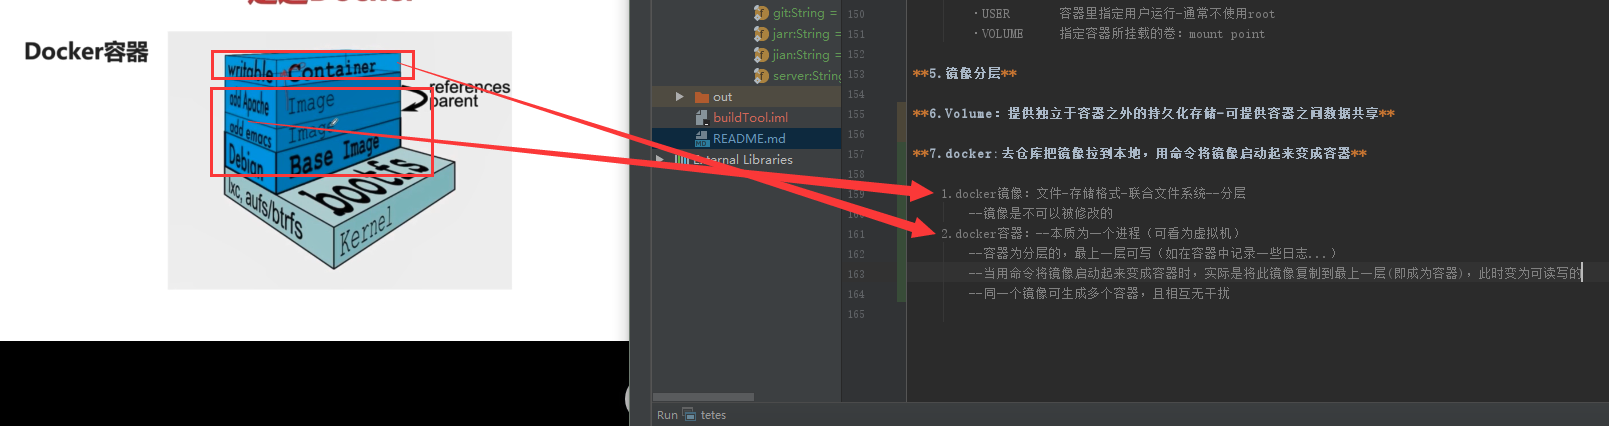 Docker容器
writable Container
references
parent
add Apache Image
add emacs Image
Debian Base Image
bootfs
lxc, aufs/btrfs
Kernel
git:String =
jarr:String =
jian:String =
server:String
out
buildTool.iml
README.md
External Libraries
150 ·USER 容器里指定用户运行-通常不使用root
151 ·VOLUME 指定容器所挂载的卷: mount point
152
153 **5.镜像分层**
154
155 **6.Volume: 提供独立于容器之外的持久化存储-可提供容器之间数据共享**
156
157 **7.docker:去仓库把镜像拉到本地，用命令将镜像启动起来变成容器**
158
159 1.docker镜像: 文件-存储格式-联合文件系统--分层
160 --镜像是不可以被修改的
161 2.docker容器: --本质为一个进程（可看为虚拟机）
162 --容器为分层的，最上一层可写（如在容器中记录一些日志...）
163 --当用命令将镜像启动起来变成容器时，实际是将此镜像复制到最上一层(即成为容器)，此时变为可读写的
164 --同一个镜像可生成多个容器，且相互无干扰
165
Run tetes